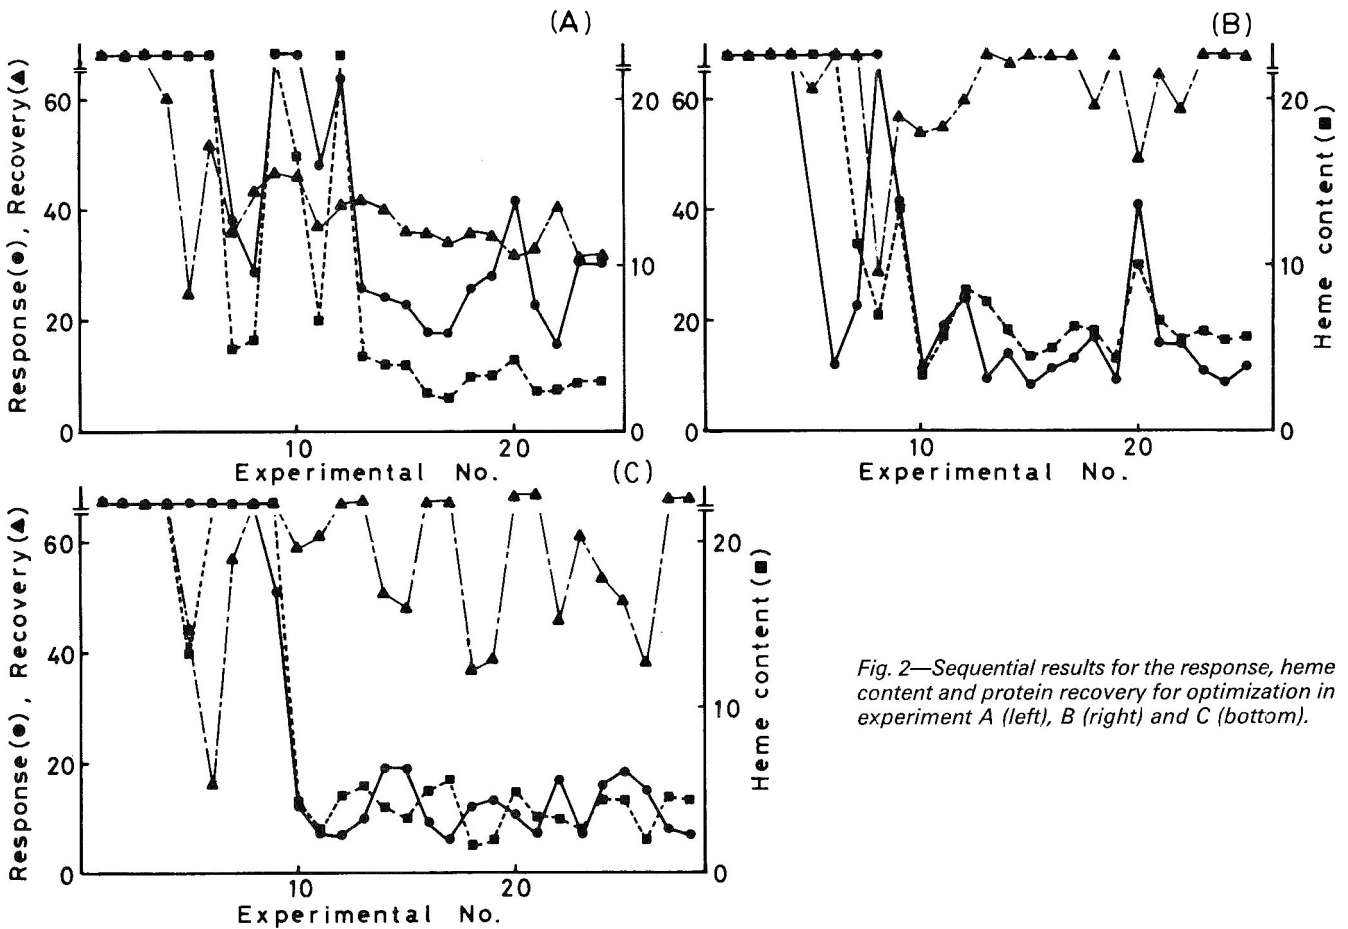 (A)
Response(●), Recovery(▲)
60
40
20
0
20
10
0
10
20
Experimental No.
(B)
60
40
20
0
20
10
0
Heme content(■)
10
20
Experimental No.
(C)
Response(●), Recovery(▲)
60
40
20
0
20
10
0
Heme content(■)
10
20
Experimental No.
Fig. 2—Sequential results for the response, heme
content and protein recovery for optimization in
experiment A (left), B (right) and C (bottom).